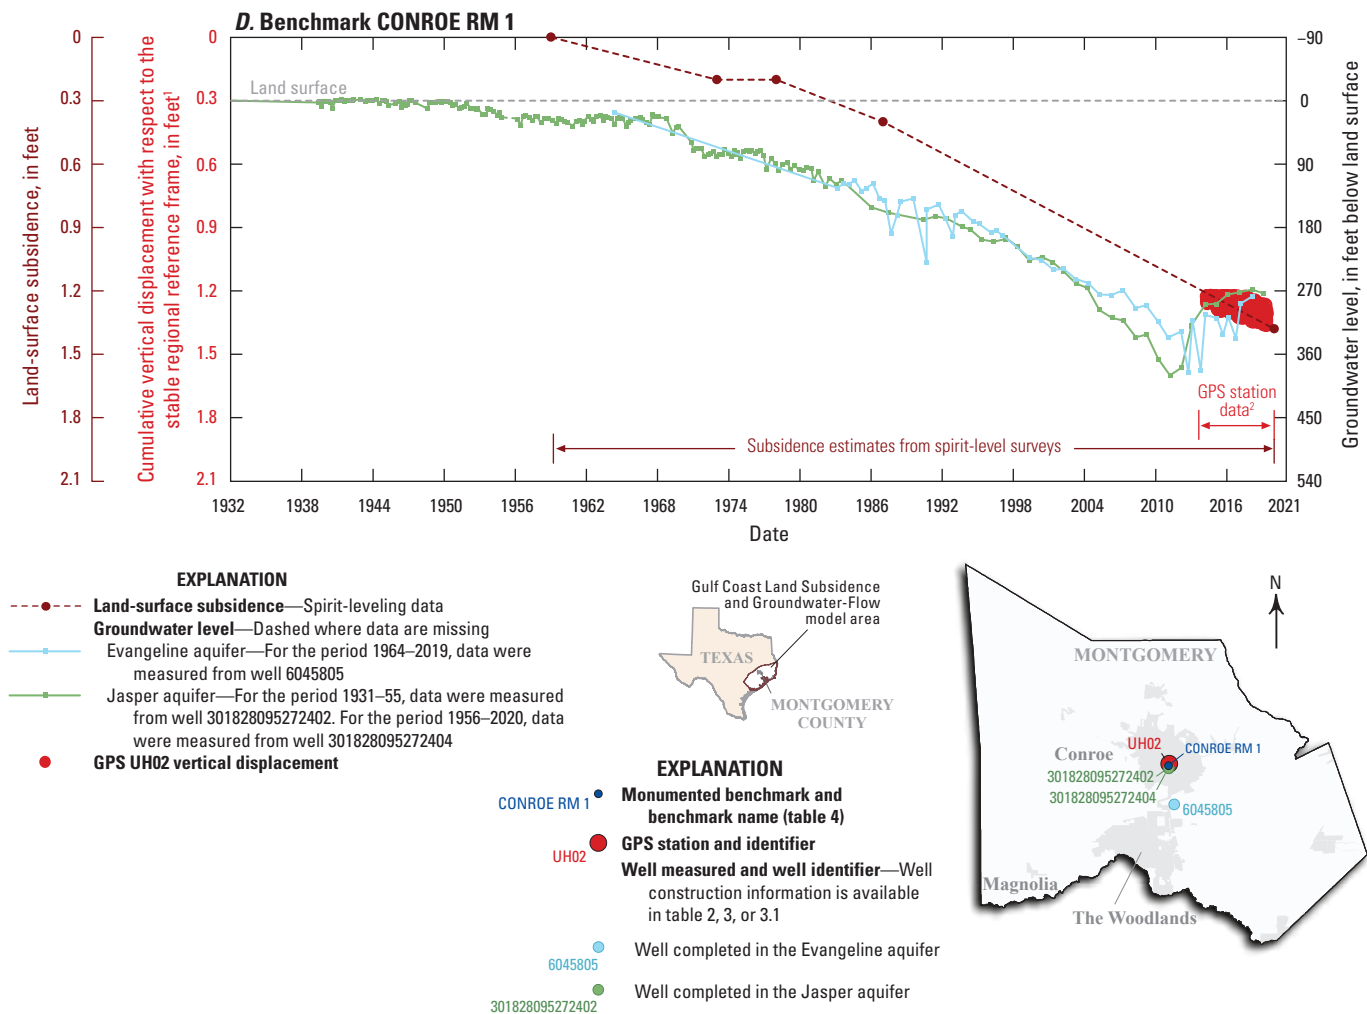 D. Benchmark CONROE RM 1
Land-surface subsidence, in feet
0
0.3
0.6
0.9
1.2
1.5
1.8
2.1
Cumulative vertical displacement with respect to the
stable regional reference frame, in feet1
0
0.3
0.6
0.9
1.2
1.5
1.8
2.1
Land surface
GPS station
data2
Subsidence estimates from spirit-level surveys
–90
0
90
180
270
360
450
540
Groundwater level, in feet below land surface
1932 1938 1944 1950 1956 1962 1968 1974 1980 1986 1992 1998 2004 2010 2016 2021
Date
EXPLANATION
Land-surface subsidence—Spirit-leveling data
Groundwater level—Dashed where data are missing
Evangeline aquifer—For the period 1964–2019, data were
measured from well 6045805
Jasper aquifer—For the period 1931–55, data were measured
from well 301828095272402. For the period 1956–2020, data
were measured from well 301828095272404
GPS UH02 vertical displacement
Gulf Coast Land Subsidence
and Groundwater-Flow
model area
TEXAS
MONTGOMERY
COUNTY
EXPLANATION
CONROE RM 1
Monumented benchmark and
benchmark name (table 4)
UH02
GPS station and identifier
Well measured and well identifier—Well
construction information is available
in table 2, 3, or 3.1
6045805
Well completed in the Evangeline aquifer
301828095272402
Well completed in the Jasper aquifer
N
MONTGOMERY
UH02
CONROE RM 1
Conroe
301828095272402
301828095272404
6045805
Magnolia
The Woodlands